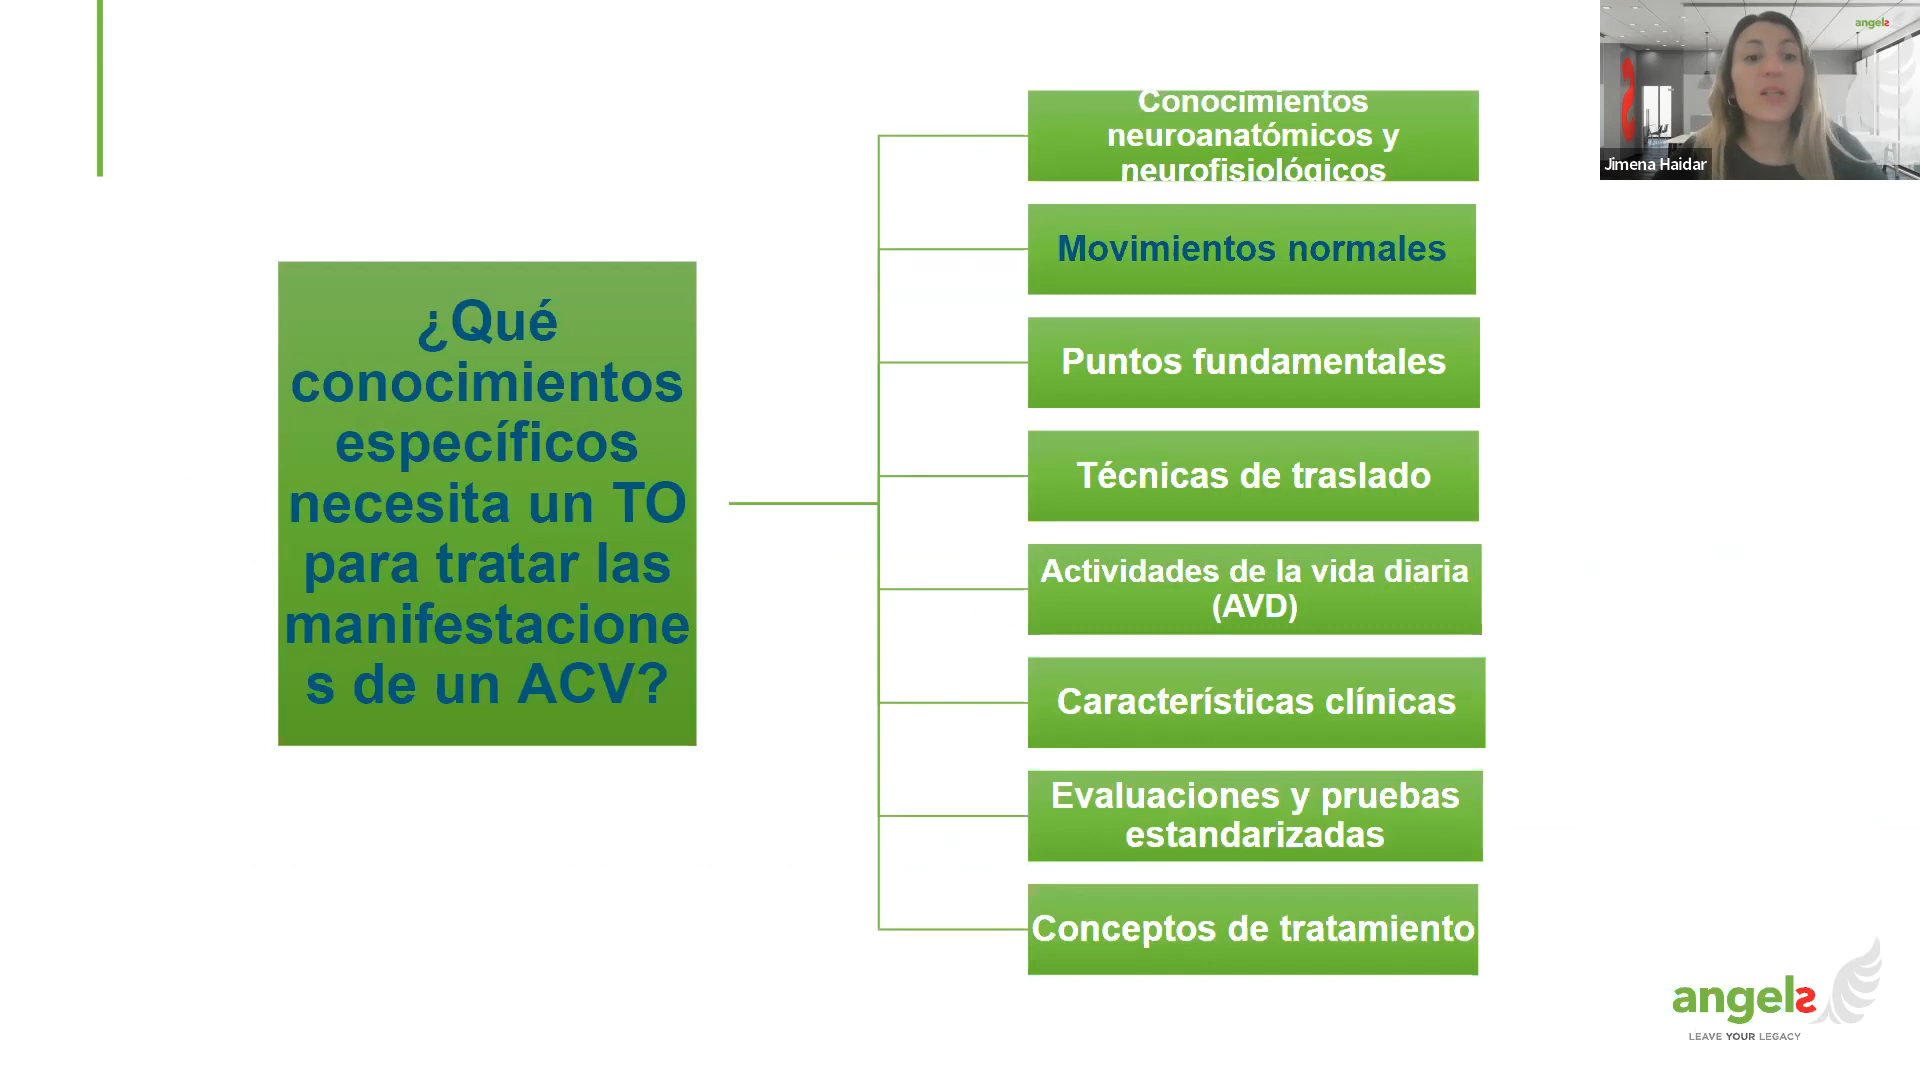 ¿Qué
conocimientos
específicos
necesita un TO
para tratar las
manifestacione
s de un ACV?
Conocimientos
neuroanatómicos y
neurofisiológicos
Movimientos normales
Puntos fundamentales
Técnicas de traslado
Actividades de la vida diaria
(AVD)
Características clínicas
Evaluaciones y pruebas
estandarizadas
Conceptos de tratamiento
angels
Jimena Haidar
angels
LEAVE YOUR LEGACY